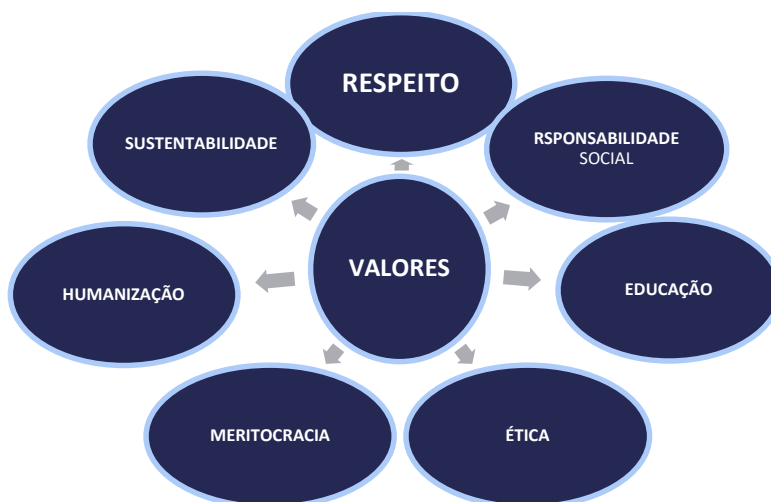 RESPEITO
SUSTENTABILIDADE
RSPONSABILIDADE
SOCIAL
VALORES
HUMANIZAÇÃO
EDUCAÇÃO
MERITOCRACIA
ÉTICA